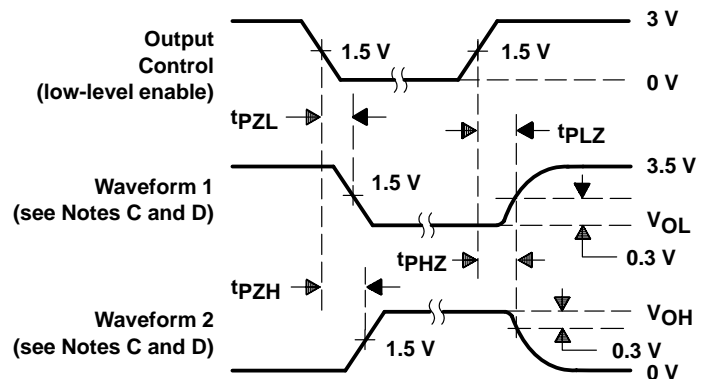 Output
Control
(low-level enable)
1.5 V
1.5 V
3 V
0 V
tPZL
tPLZ
Waveform 1
(see Notes C and D)
1.5 V
3.5 V
VOL
0.3 V
tPHZ
tPZH
Waveform 2
(see Notes C and D)
1.5 V
VOH
0.3 V
0 V